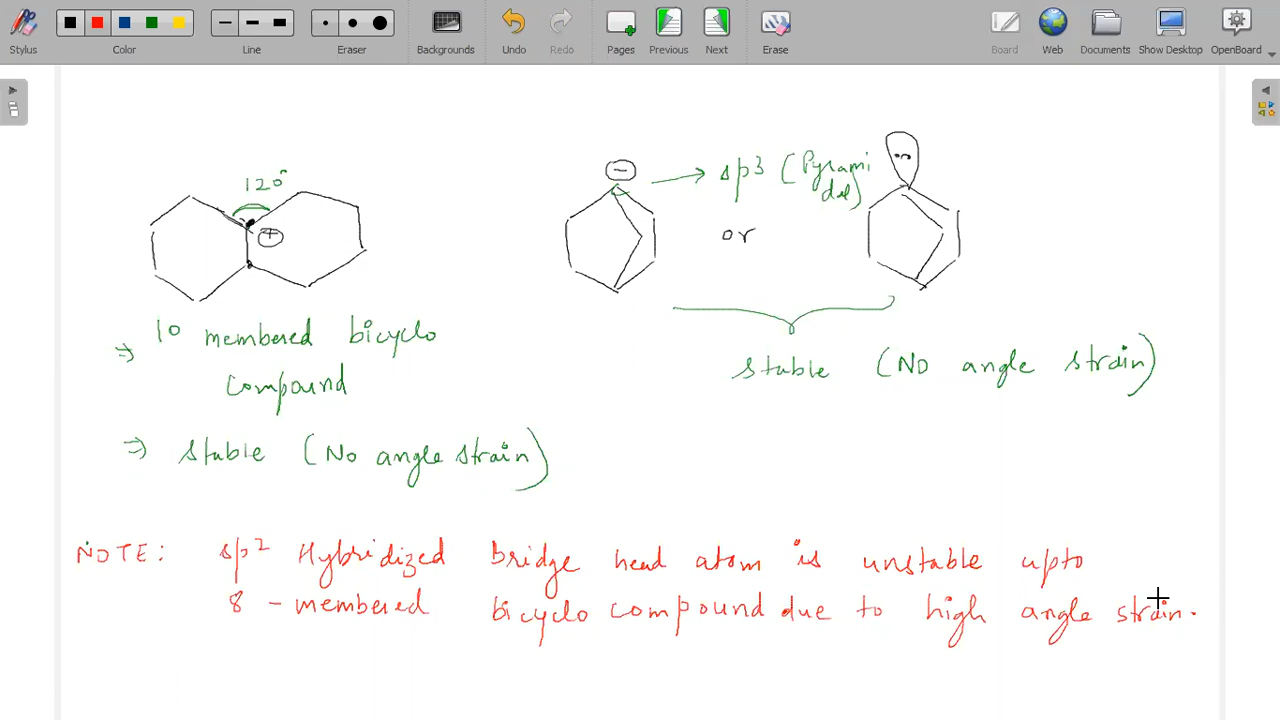 Stylus
Color
Line
Eraser
Backgrounds
Undo
Redo
Pages
Previous
Next
Erase
Board
Web
Documents
Show Desktop
OpenBoard
120°
+
−
sp3 (Pyrami
dal)
or
10 membered bicyclo
compound
⇒ stable (No angle strain)
stable (NO angle strain)
NOTE: sp2 Hybridized bridge head atom is unstable upto
8 - membered bicyclo compound due to high angle strain.